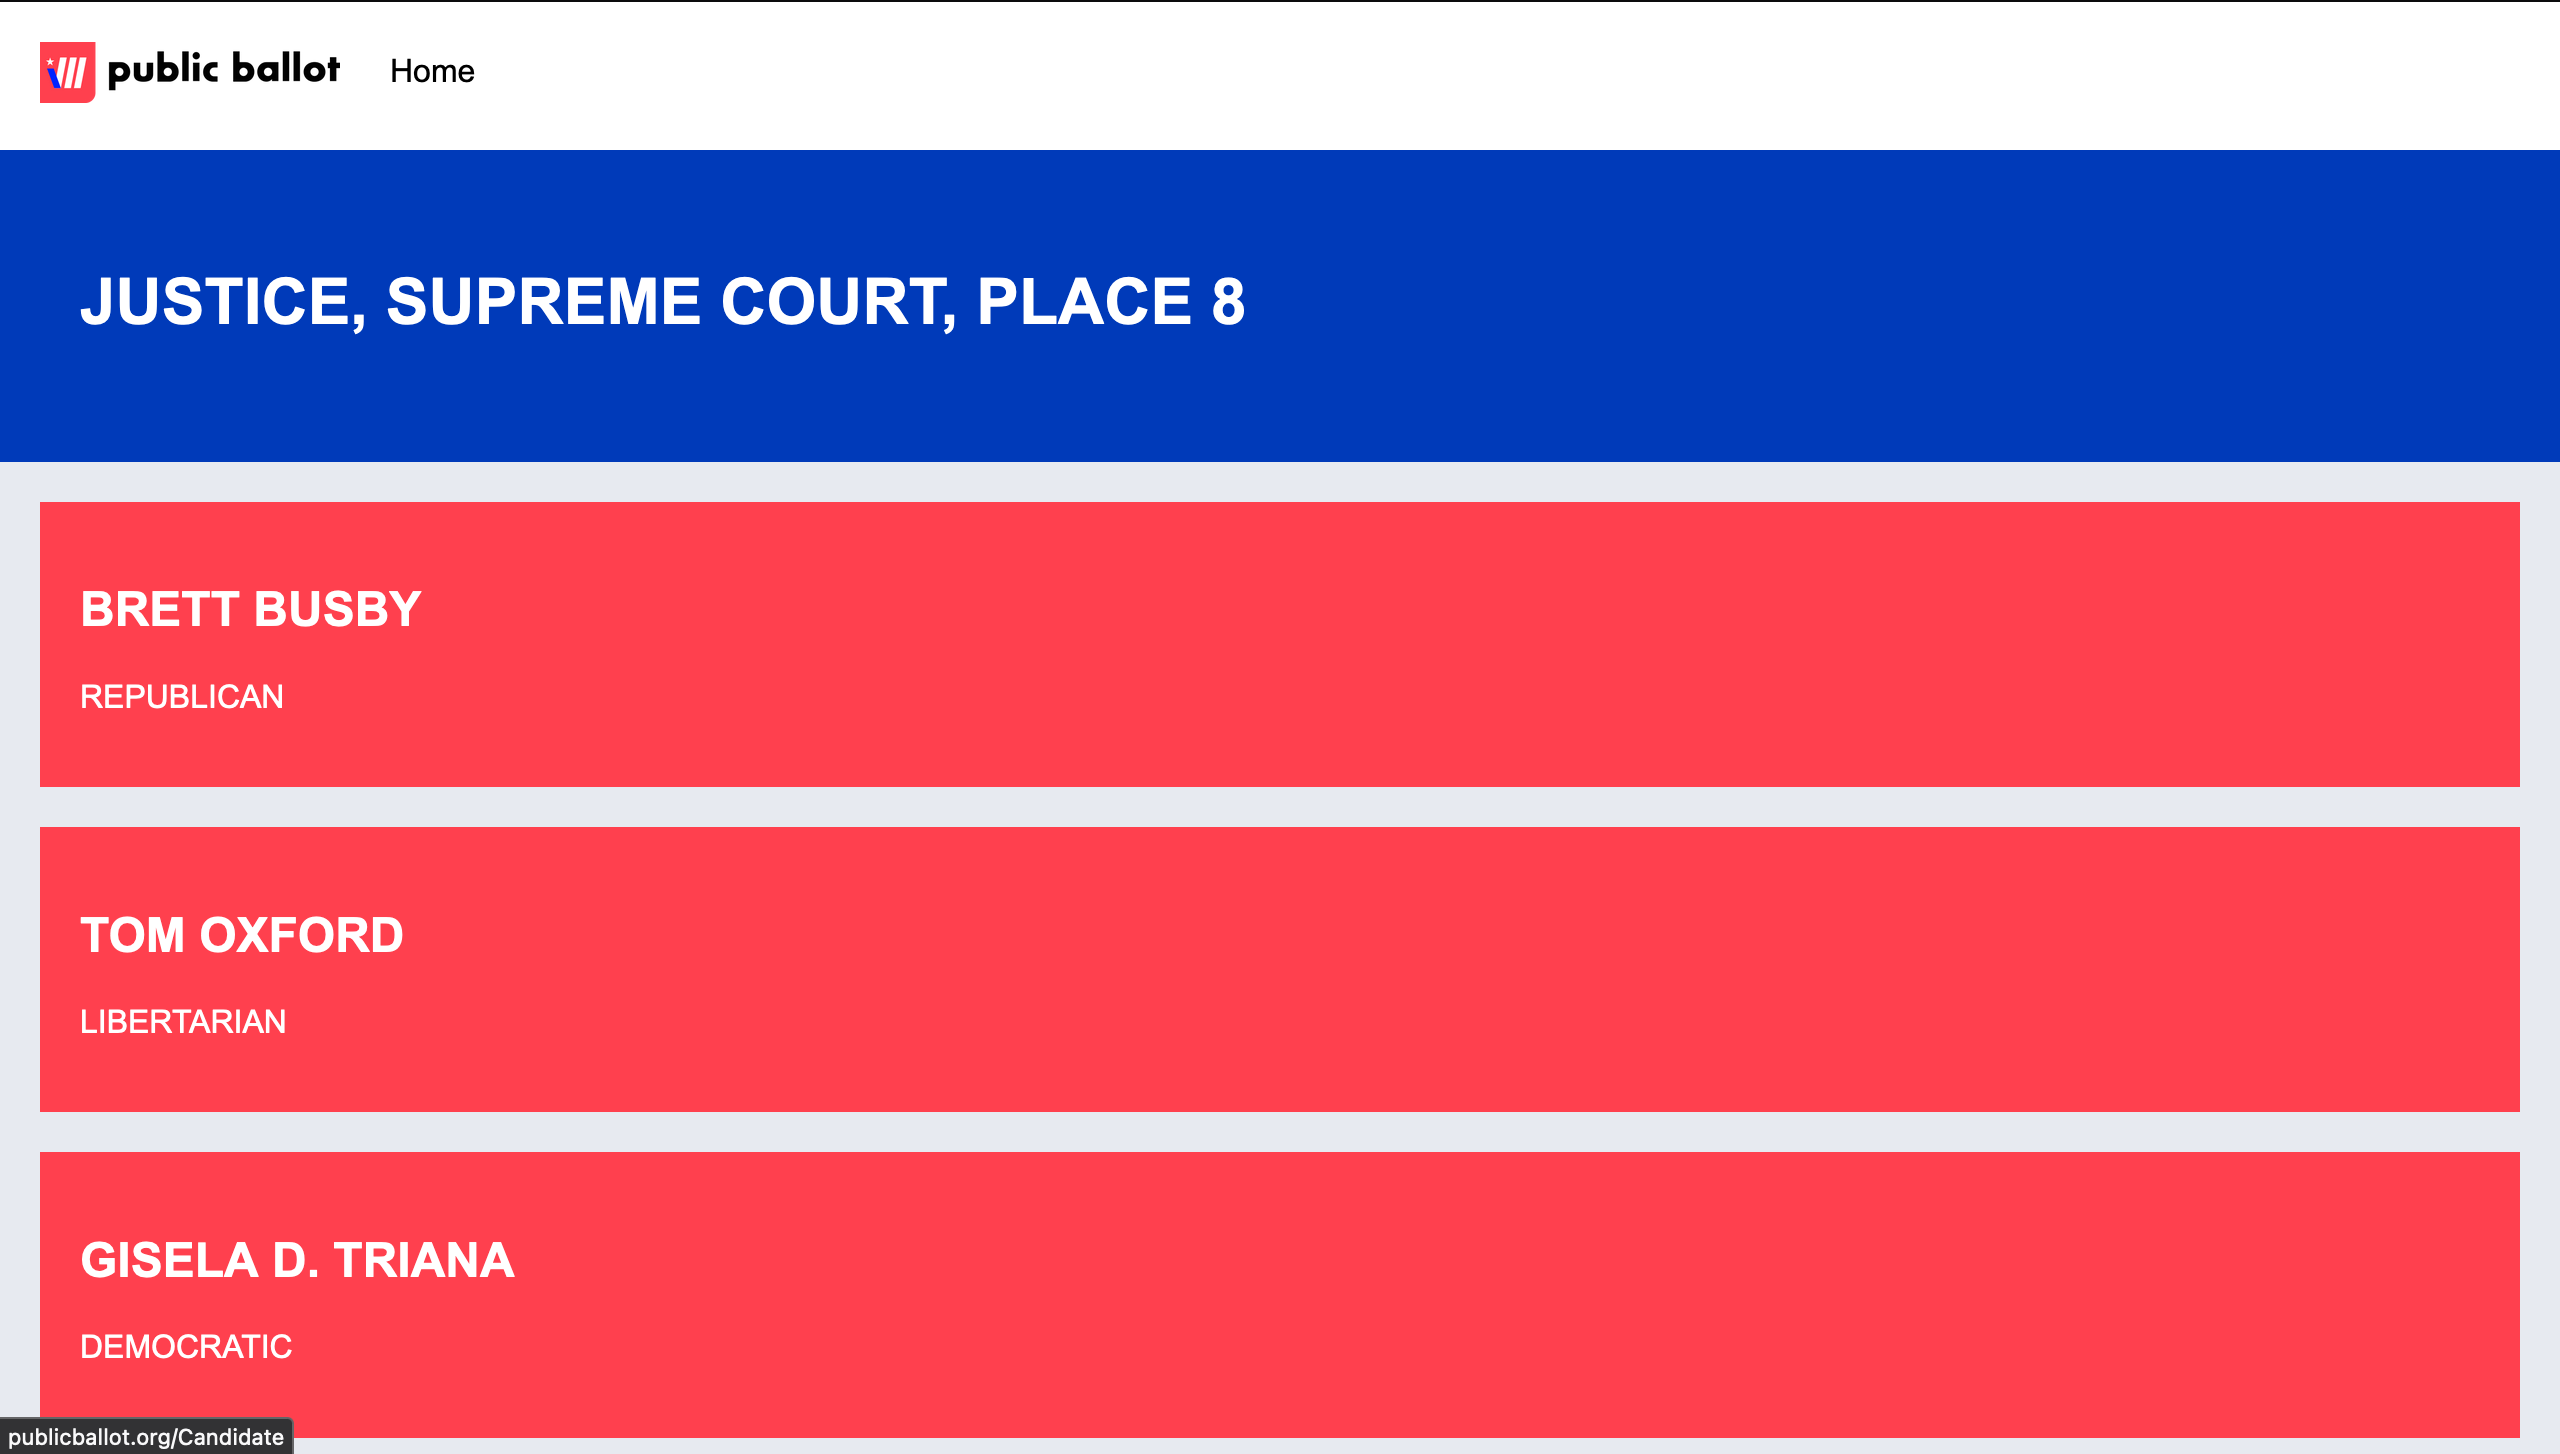 public ballot Home
JUSTICE, SUPREME COURT, PLACE 8
BRETT BUSBY
REPUBLICAN
TOM OXFORD
LIBERTARIAN
GISELA D. TRIANA
DEMOCRATIC
publicballot.org/Candidate